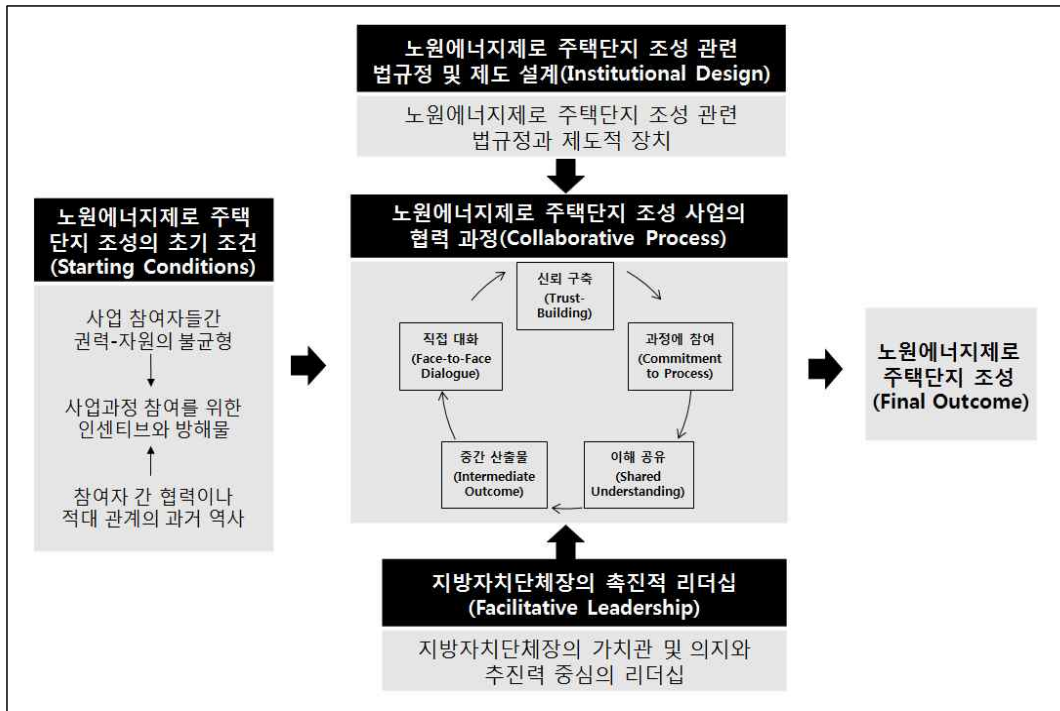 노원에너지제로 주택단지 조성 관련
법규정 및 제도 설계(Institutional Design)
노원에너지제로 주택단지 조성 관련
법규정과 제도적 장치
노원에너지제로 주택
단지 조성의 초기 조건
(Starting Conditions)
사업 참여자들간
권력-자원의 불균형
사업과정 참여를 위한
인센티브와 방해물
참여자 간 협력이나
적대 관계의 과거 역사
노원에너지제로 주택단지 조성 사업의
협력 과정(Collaborative Process)
신뢰 구축
(Trust-
Building)
과정에 참여
(Commitment
to Process)
이해 공유
(Shared
Understanding)
중간 산출물
(Intermediate
Outcome)
직접 대화
(Face-to-Face
Dialogue)
노원에너지제로
주택단지 조성
(Final Outcome)
지방자치단체장의 촉진적 리더십
(Facilitative Leadership)
지방자치단체장의 가치관 및 의지와
추진력 중심의 리더십